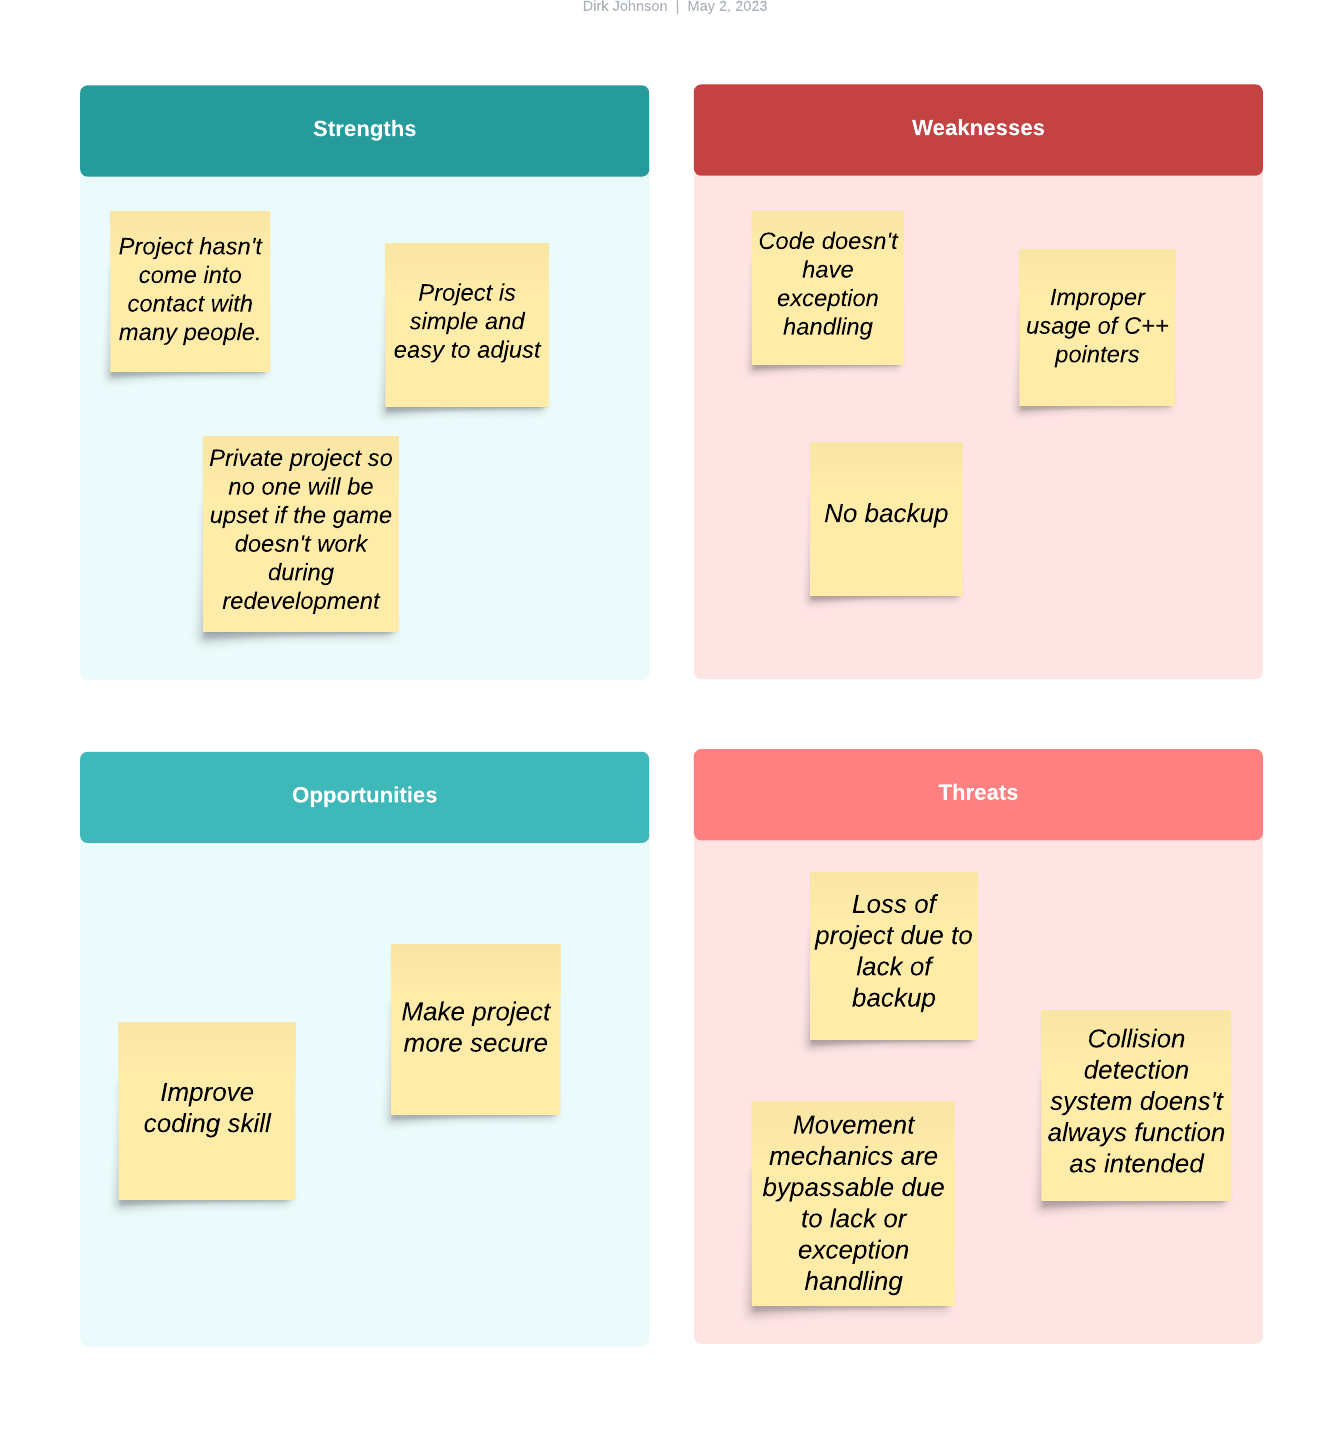 Dirk Johnson | May 2, 2023
Strengths
Project hasn't
come into
contact with
many people.
Project is
simple and
easy to adjust
Private project so
no one will be
upset if the game
doesn't work
during
redevelopment
Weaknesses
Code doesn't
have
exception
handling
Improper
usage of C++
pointers
No backup
Opportunities
Make project
more secure
Improve
coding skill
Threats
Loss of
project due to
lack of
backup
Collision
detection
system doens't
always function
as intended
Movement
mechanics are
bypassable due
to lack or
exception
handling